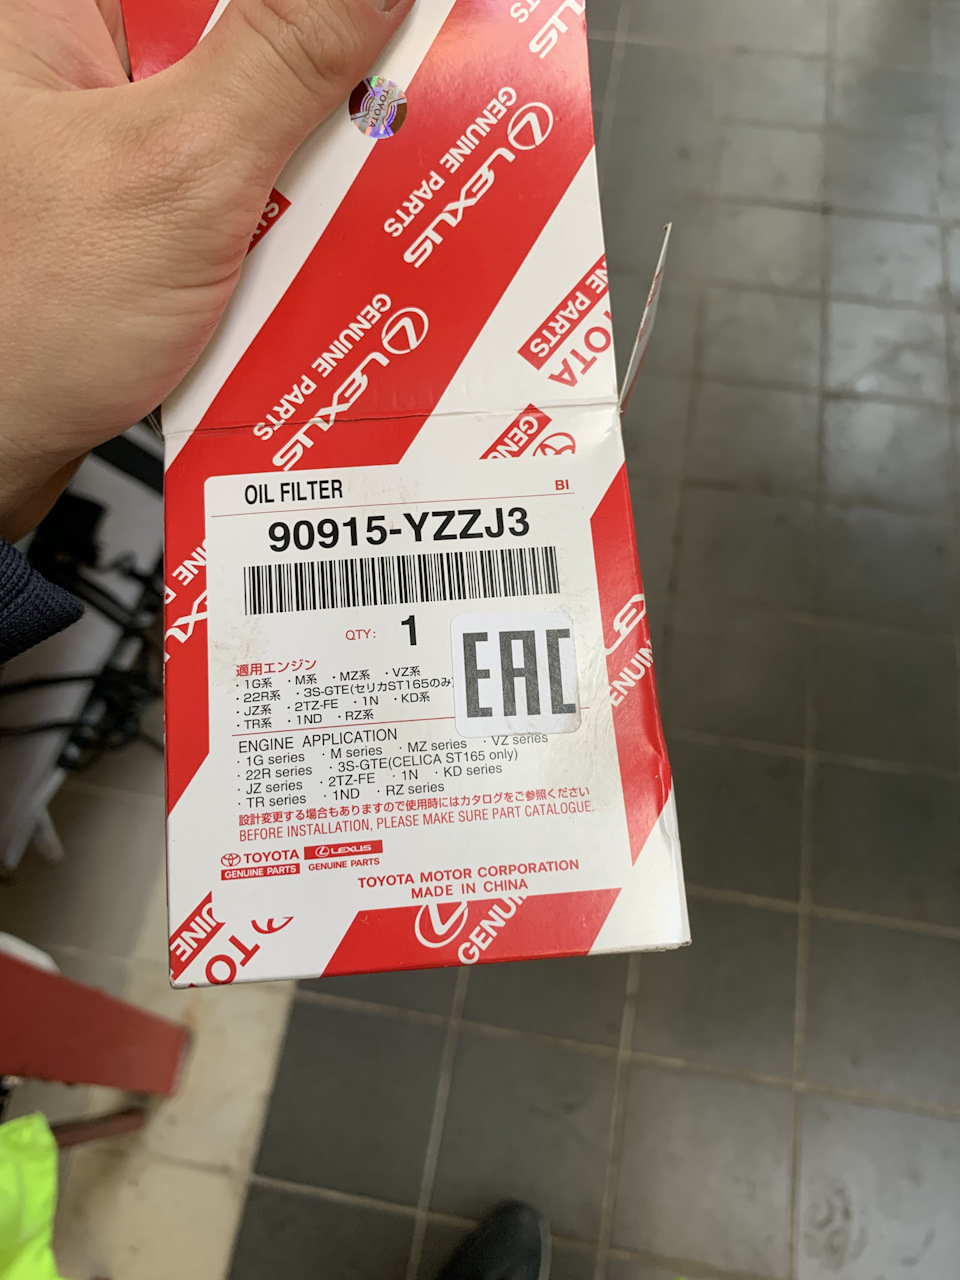 LEXUS
TOYOTA
GENUINE PARTS
LEXUS
GENUINE PARTS
LEXUS
GENUINE PARTS
TOYOTA
OIL FILTER
BI
90915-YZZJ3
QTY: 1
EAC
適用エンジン
・1G系 ・M系 ・MZ系 ・VZ系
・22R系 ・3S-GTE(セリカST165のみ
・JZ系 ・2TZ-FE ・1N ・KD系
・TR系 ・1ND ・RZ系
ENGINE APPLICATION
・1G series ・M series ・MZ series ・VZ series
・22R series ・3S-GTE(CELICA ST165 only)
・JZ series ・2TZ-FE ・1N ・KD series
・TR series ・1ND ・RZ series
設計変更する場合もありますので使用時にはカタログをご参照ください
BEFORE INSTALLATION, PLEASE MAKE SURE PART CATALOGUE.
TOYOTA LEXUS
GENUINE PARTS GENUINE PARTS
TOYOTA MOTOR CORPORATION
MADE IN CHINA